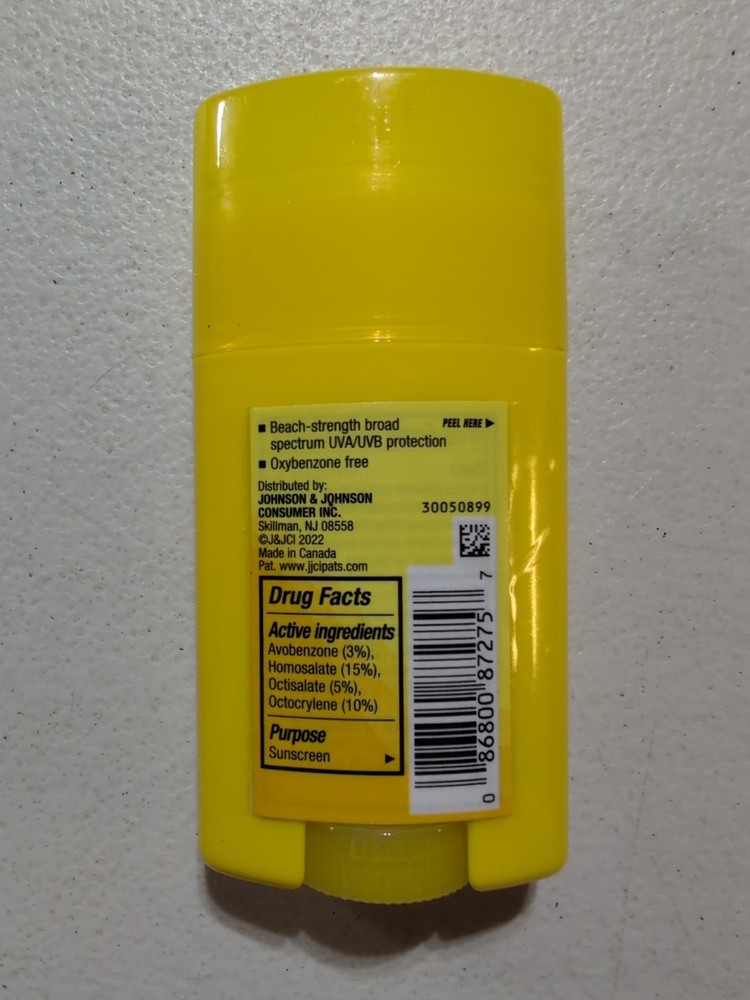 ▪ Beach-strength broad
spectrum UVA/UVB protection
PEEL HERE ▶
▪ Oxybenzone free
Distributed by:
JOHNSON & JOHNSON
CONSUMER INC.
Skillman, NJ 08558
©J&JCI 2022
Made in Canada
Pat. www.jjcipats.com
30050899
Drug Facts
Active ingredients
Avobenzone (3%),
Homosalate (15%),
Octisalate (5%),
Octocrylene (10%)
Purpose
Sunscreen ▶
0 86800 87275 7